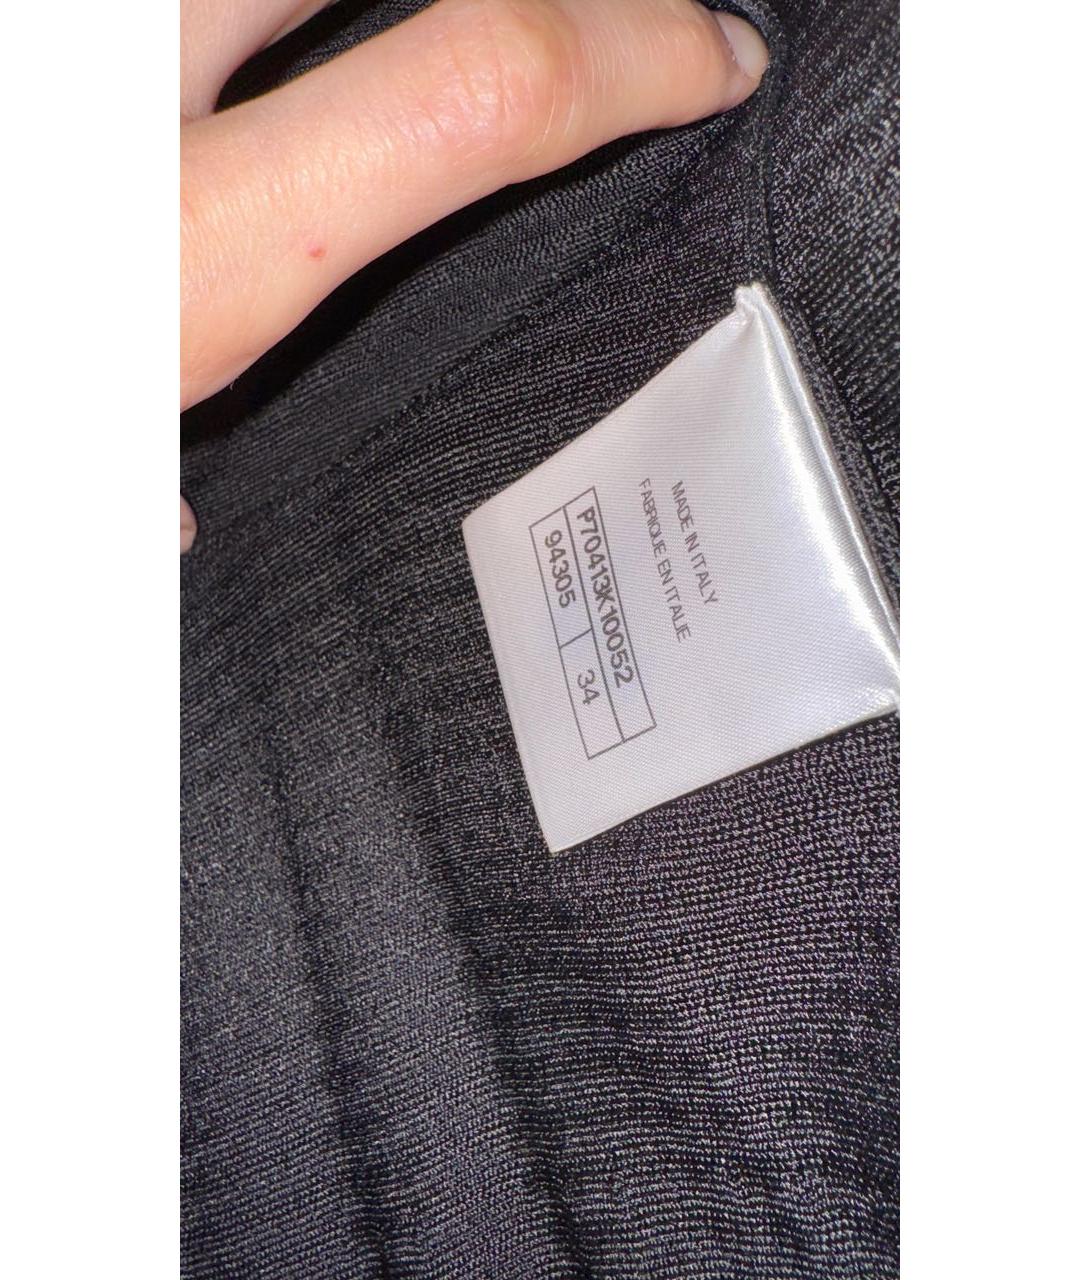 MADE IN ITALY
FABRIQUE EN ITALIE
P70413K10052
94305 34